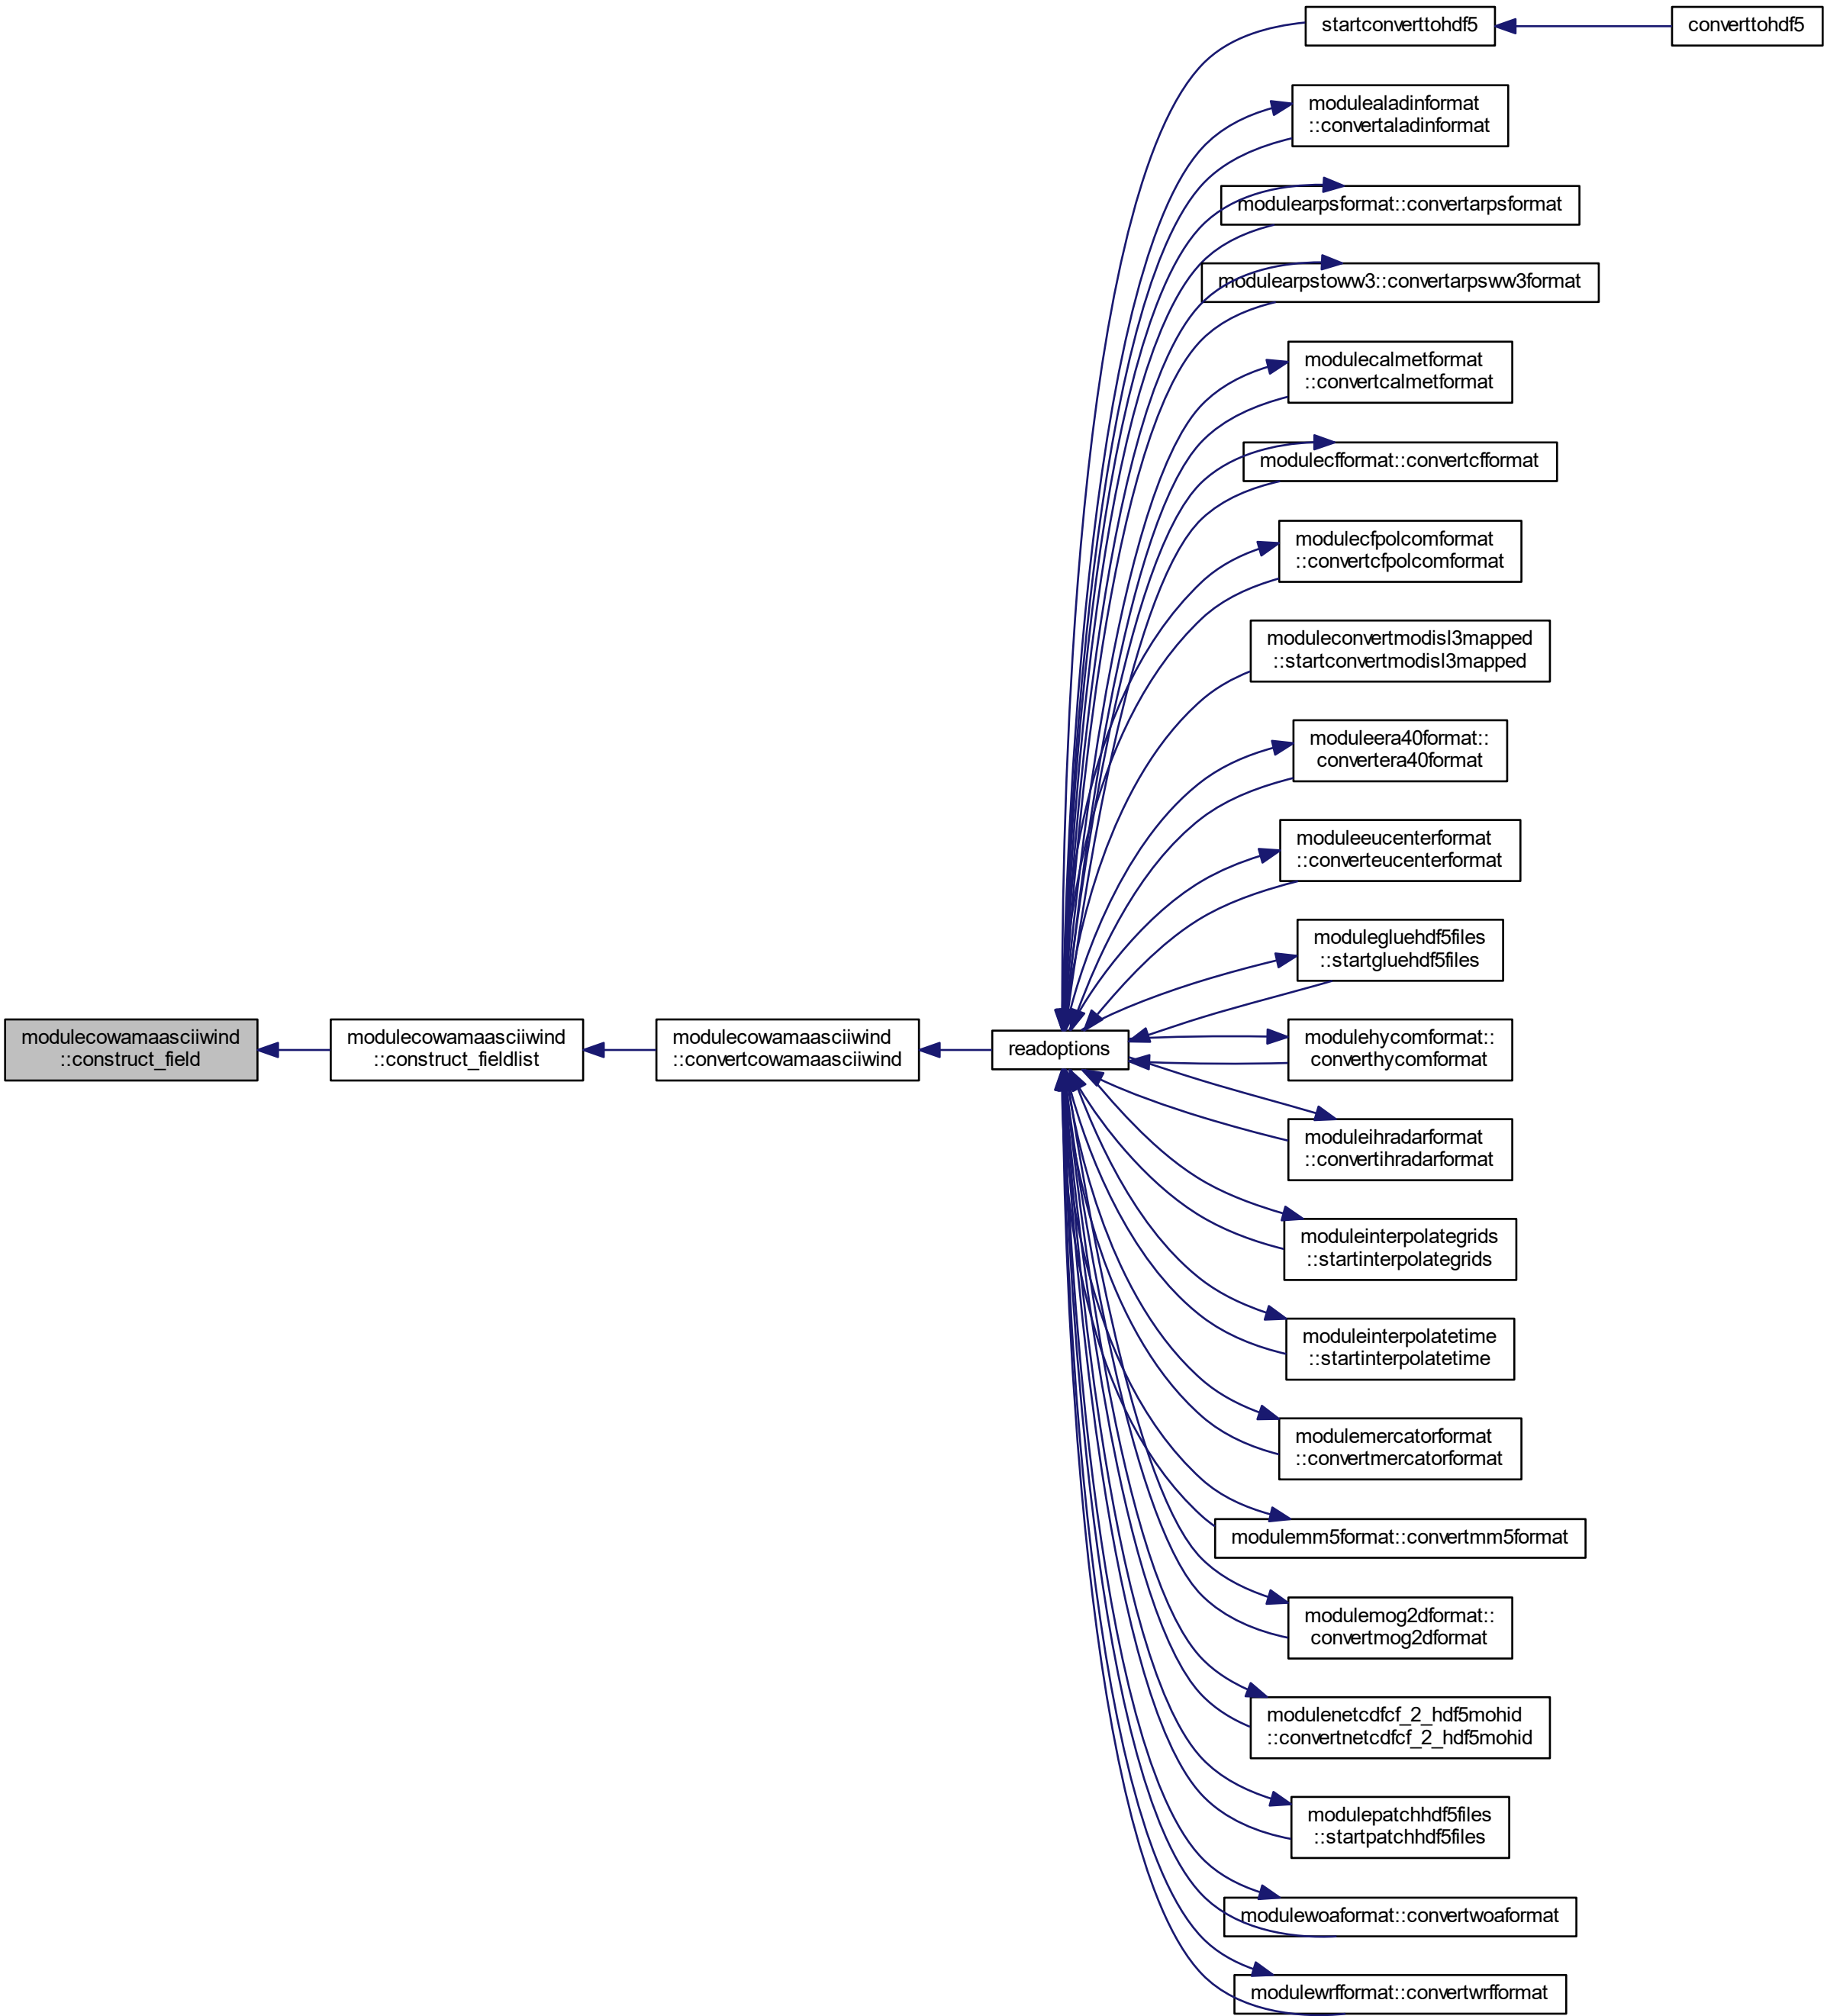 startconverttohdf5
converttohdf5
modulealadinformat
::convertaladinformat
modulearpsformat::convertarpsformat
modulearpstoww3::convertarpsww3format
modulecalmetformat
::convertcalmetformat
modulecfformat::convertcfformat
modulecfpolcomformat
::convertcfpolcomformat
moduleconvertmodisl3mapped
::startconvertmodisl3mapped
moduleera40format::
convertera40format
moduleeucenterformat
::converteucenterformat
modulegluehdf5files
::startgluehdf5files
modulecowamaasciiwind
::construct_field
modulecowamaasciiwind
::construct_fieldlist
modulecowamaasciiwind
::convertcowamaasciiwind
readoptions
modulehycomformat::
converthycomformat
moduleihradarformat
::convertihradarformat
moduleinterpolategrids
::startinterpolategrids
moduleinterpolatetime
::startinterpolatetime
modulemercatorformat
::convertmercatorformat
modulemm5format::convertmm5format
modulemog2dformat::
convertmog2dformat
modulenetcdfcf_2_hdf5mohid
::convertnetcdfcf_2_hdf5mohid
modulepatchhdf5files
::startpatchhdf5files
modulewoaformat::convertwoaformat
modulewrfformat::convertwrfformat